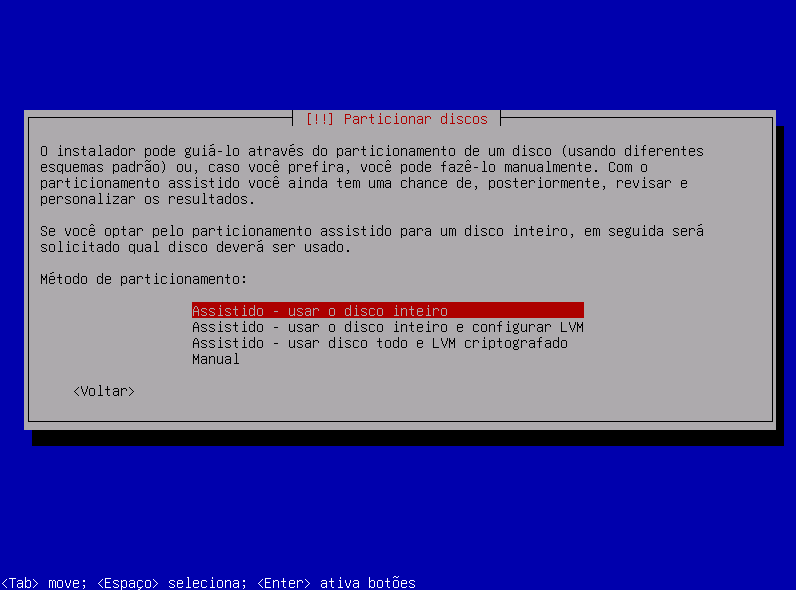 [!!] Particionar discos
O instalador pode guiá-lo através do particionamento de um disco (usando diferentes
esquemas padrão) ou, caso você prefira, você pode fazê-lo manualmente. Com o
particionamento assistido você ainda tem uma chance de, posteriormente, revisar e
personalizar os resultados.
Se você optar pelo particionamento assistido para um disco inteiro, em seguida será
solicitado qual disco deverá ser usado.
Método de particionamento:
Assistido - usar o disco inteiro
Assistido - usar o disco inteiro e configurar LVM
Assistido - usar disco todo e LVM criptografado
Manual
<Voltar>
<Tab> move; <Espaço> seleciona; <Enter> ativa botões